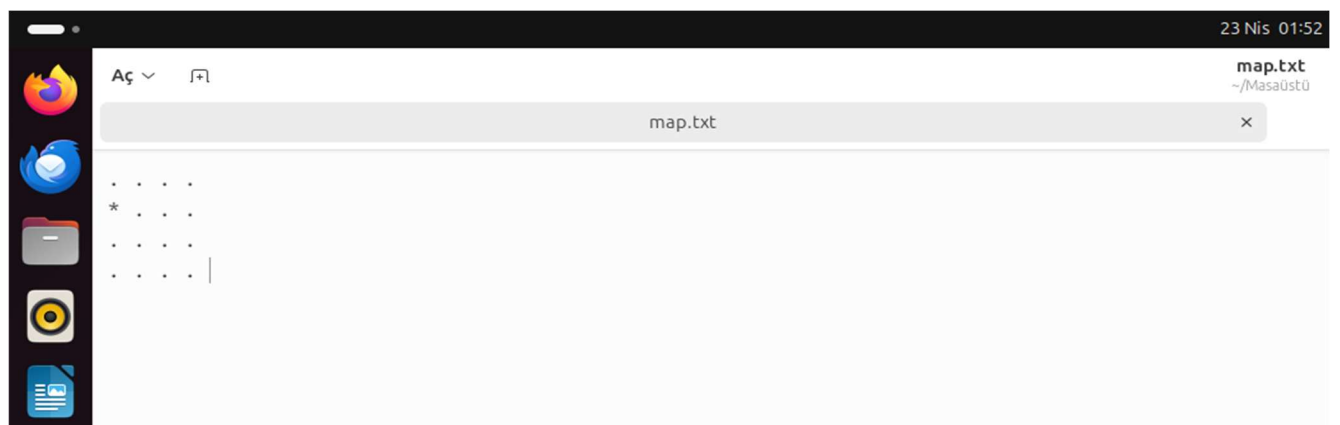 23 Nis 01:52
Aç
map.txt
~/Masaüstü
map.txt
. . . .
* . . .
. . . .
. . . .